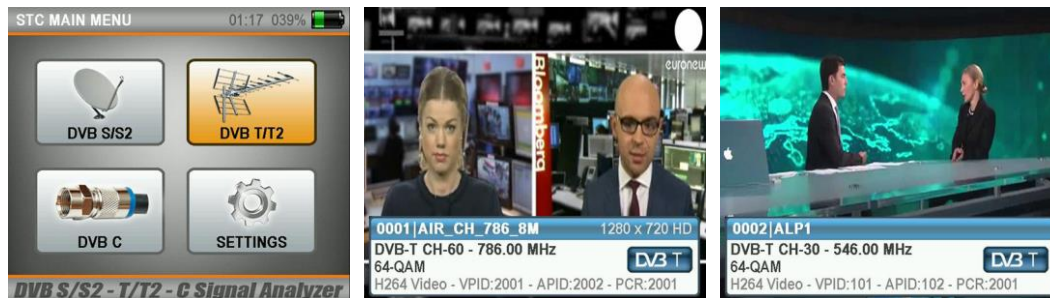 STC MAIN MENU 01:17 039%
DVB S/S2
DVB T/T2
DVB C
SETTINGS
DVB S/S2 - T/T2 - C Signal Analyzer
euronews
Bloomberg
0001|AIR_CH_786_8M 1280 x 720 HD
DVB-T CH-60 - 786.00 MHz
64-QAM
DVB T
H264 Video - VPID:2001 - APID:2002 - PCR:2001
0002|ALP1
DVB-T CH-30 - 546.00 MHz
64-QAM
DVB T
H264 Video - VPID:101 - APID:102 - PCR:2001